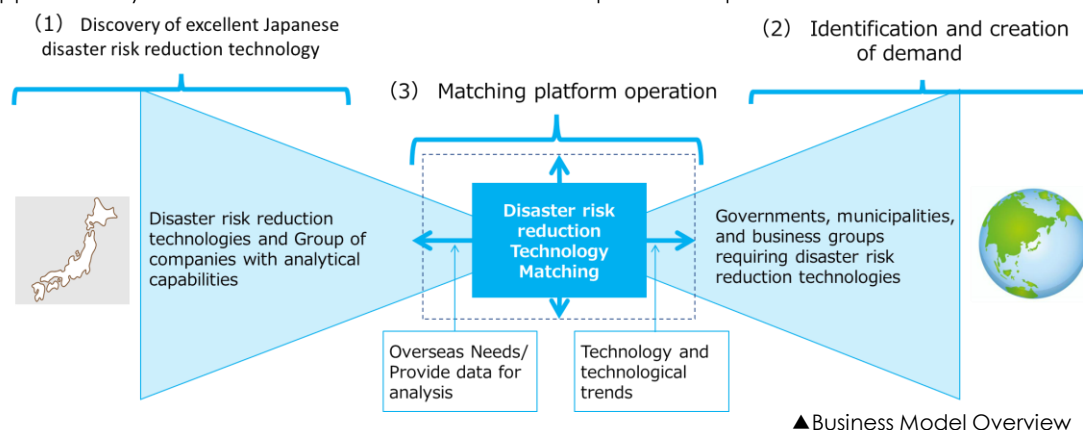 (1) Discovery of excellent Japanese
disaster risk reduction technology
(2) Identification and creation
of demand
(3) Matching platform operation
Disaster risk reduction
technologies and Group of
companies with analytical
capabilities
Disaster risk
reduction
Technology
Matching
Governments, municipalities,
and business groups
requiring disaster risk
reduction technologies
Overseas Needs/
Provide data for
analysis
Technology and
technological
trends
▲Business Model Overview